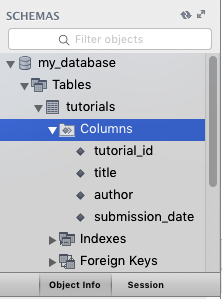 SCHEMAS
Filter objects
my_database
Tables
tutorials
Columns
tutorial_id
title
author
submission_date
Indexes
Foreign Keys
Object Info Session